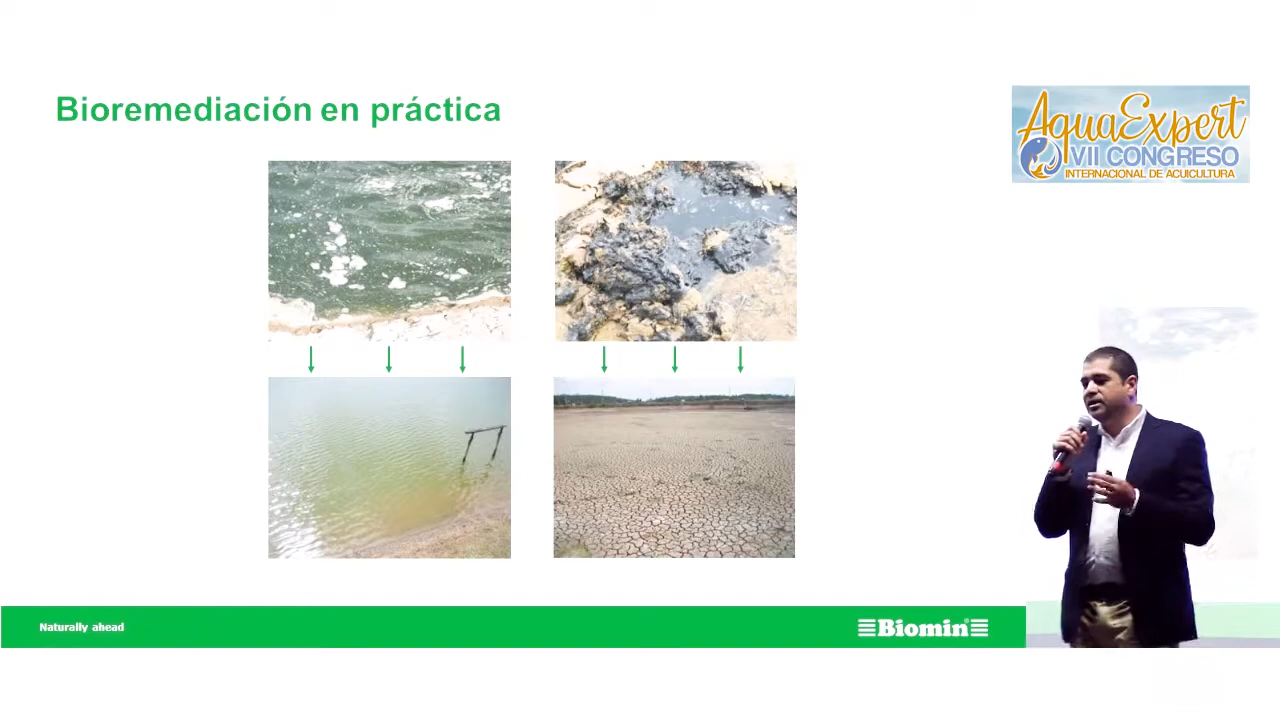 Bioremediación en práctica
AquaExpert
VII CONGRESO
INTERNACIONAL DE ACUICULTURA
Naturally ahead
Biomin®